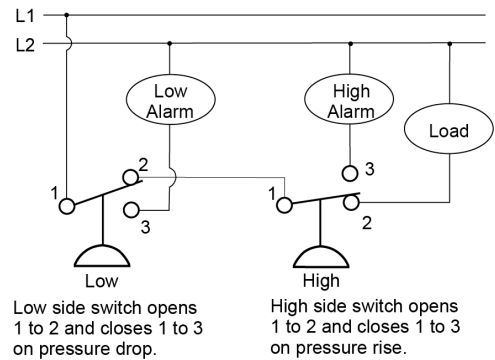 L1
L2
Low
Alarm
High
Alarm
Load
1
2
3
1
3
2
Low
High
Low side switch opens
1 to 2 and closes 1 to 3
on pressure drop.
High side switch opens
1 to 2 and closes 1 to 3
on pressure rise.